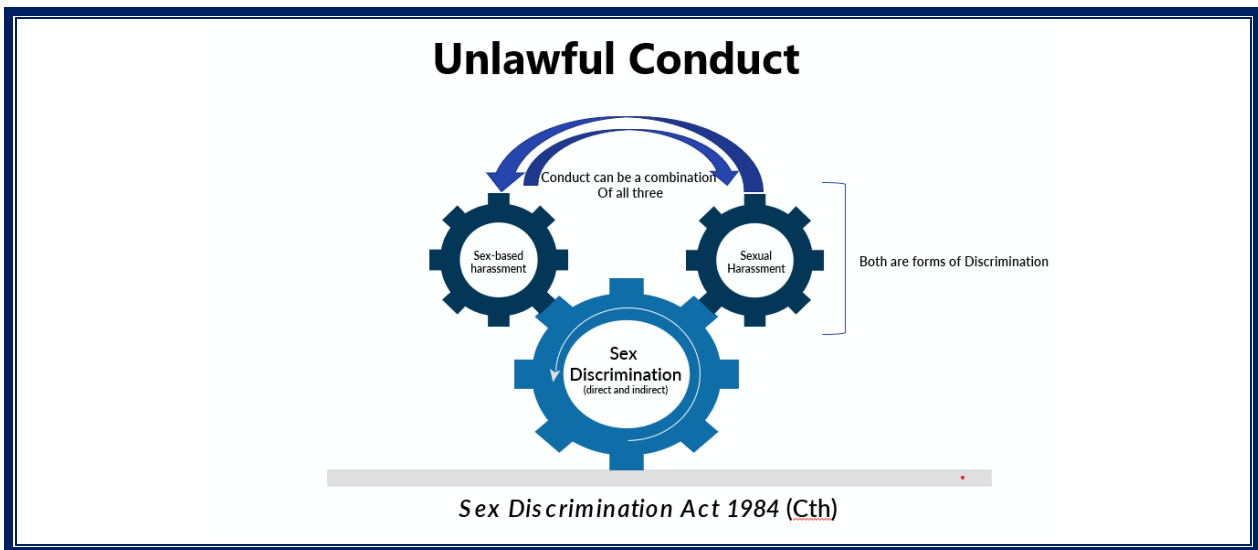 Unlawful Conduct
Conduct can be a combination
Of all three
Sex-based
harassment
Sexual
Harassment
Both are forms of Discrimination
Sex
Discrimination
(direct and indirect)
Sex Discrimination Act 1984 (Cth)